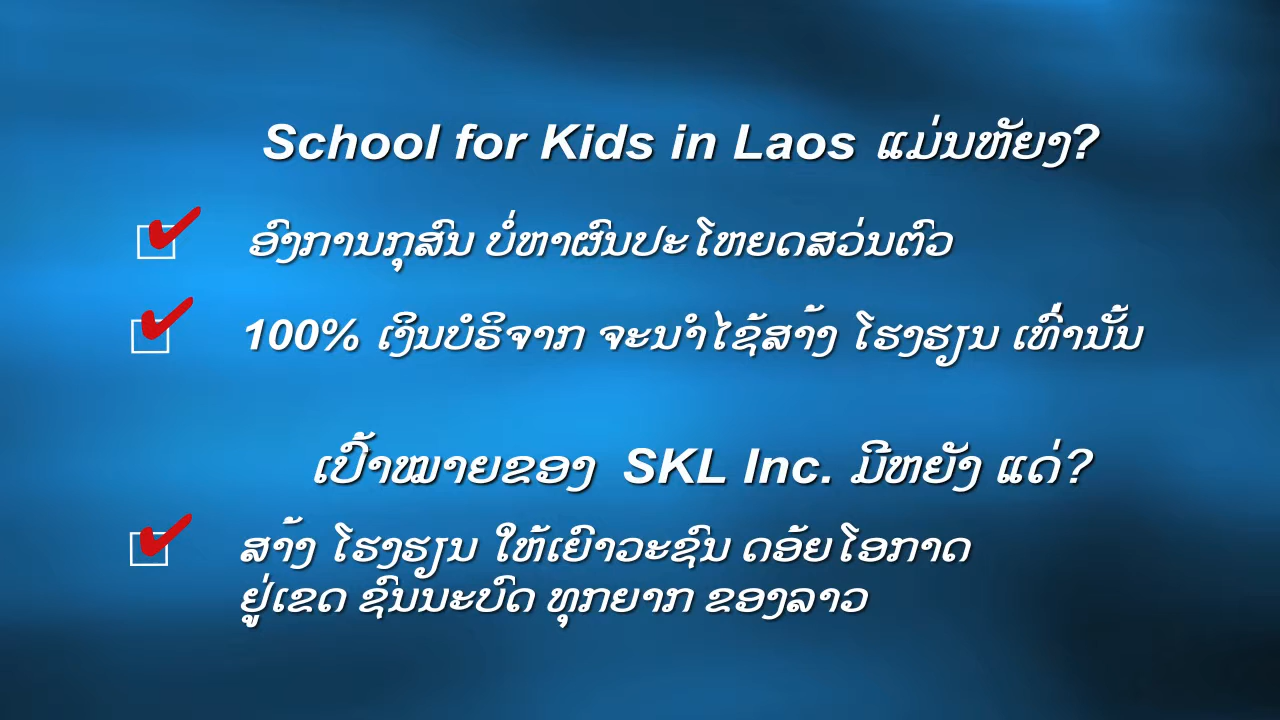 School for Kids in Laos ແມ່ນຫັຍງ?
ອົງການກຸສົນ ບໍ່ຫາຜົນປະໂຫຍດສວ່ນຕົວ
100% ເງິນບໍຣິຈາກ ຈະນຳໄຊ້ສາ້ງ ໂຮງຮຽນ ເທົ່ານັ້ນ
ເປົ້າໝາຍຂອງ SKL Inc. ມີຫຍັງ ແດ່?
ສາ້ງ ໂຮງຮຽນ ໃຫ້ເຍົາວະຊົນ ດອ້ຍໂອກາດ
ຢູ່ເຂດ ຊົນນະບົດ ທຸກຍາກ ຂອງລາວ